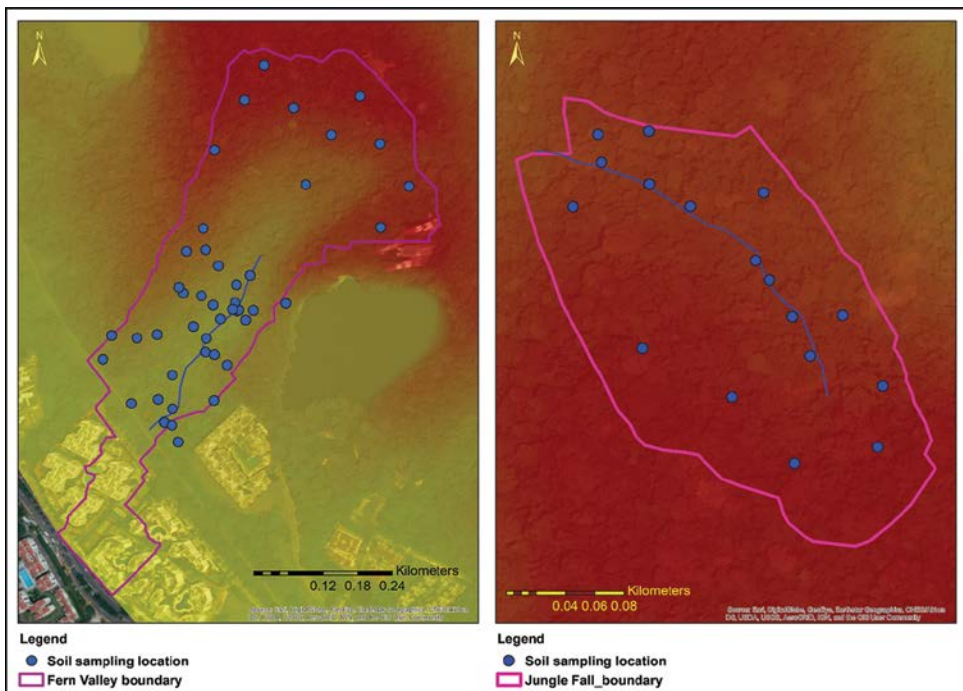 N
Kilometers
0.12 0.18 0.24
Legend
Soil sampling location
Fern Valley boundary
N
Kilometers
0.04 0.06 0.08
Source: Esri, DigitalGlobe, GeoEye, Earthstar Geographics, CNES/Airbus
DS, USDA, USGS, AeroGRID, IGN, and the GIS User Community
Legend
Soil sampling location
Jungle Fall_boundary